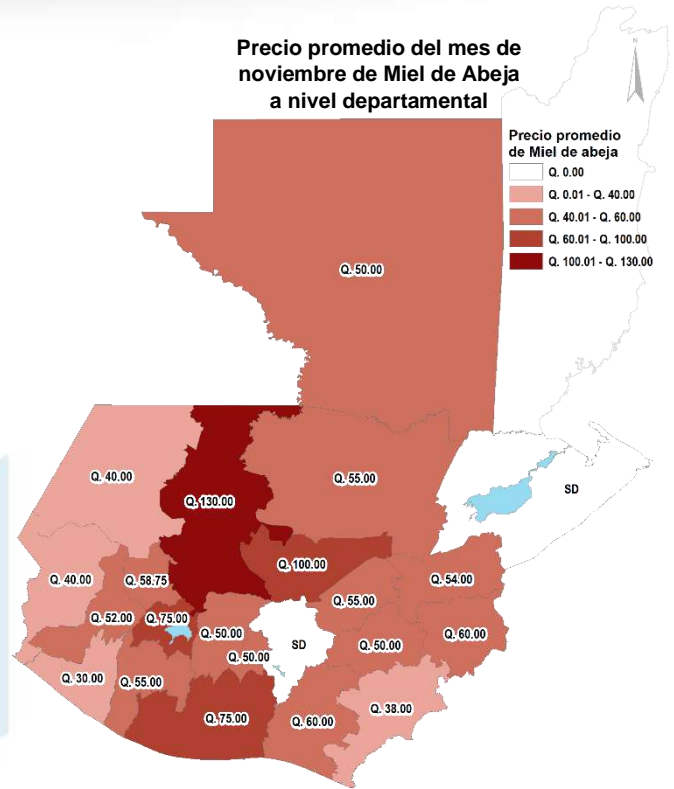 Precio promedio del mes de
noviembre de Miel de Abeja
a nivel departamental
N
Precio promedio
de Miel de abeja
Q. 0.00
Q. 0.01 - Q. 40.00
Q. 40.01 - Q. 60.00
Q. 60.01 - Q. 100.00
Q. 100.01 - Q. 130.00
Q. 50.00
Q. 40.00
Q. 130.00
Q. 55.00
SD
Q. 40.00
Q. 58.75
Q. 100.00
Q. 54.00
Q. 52.00
Q. 75.00
Q. 50.00
Q. 55.00
Q. 60.00
Q. 50.00
SD
Q. 50.00
Q. 30.00
Q. 55.00
Q. 75.00
Q. 60.00
Q. 38.00